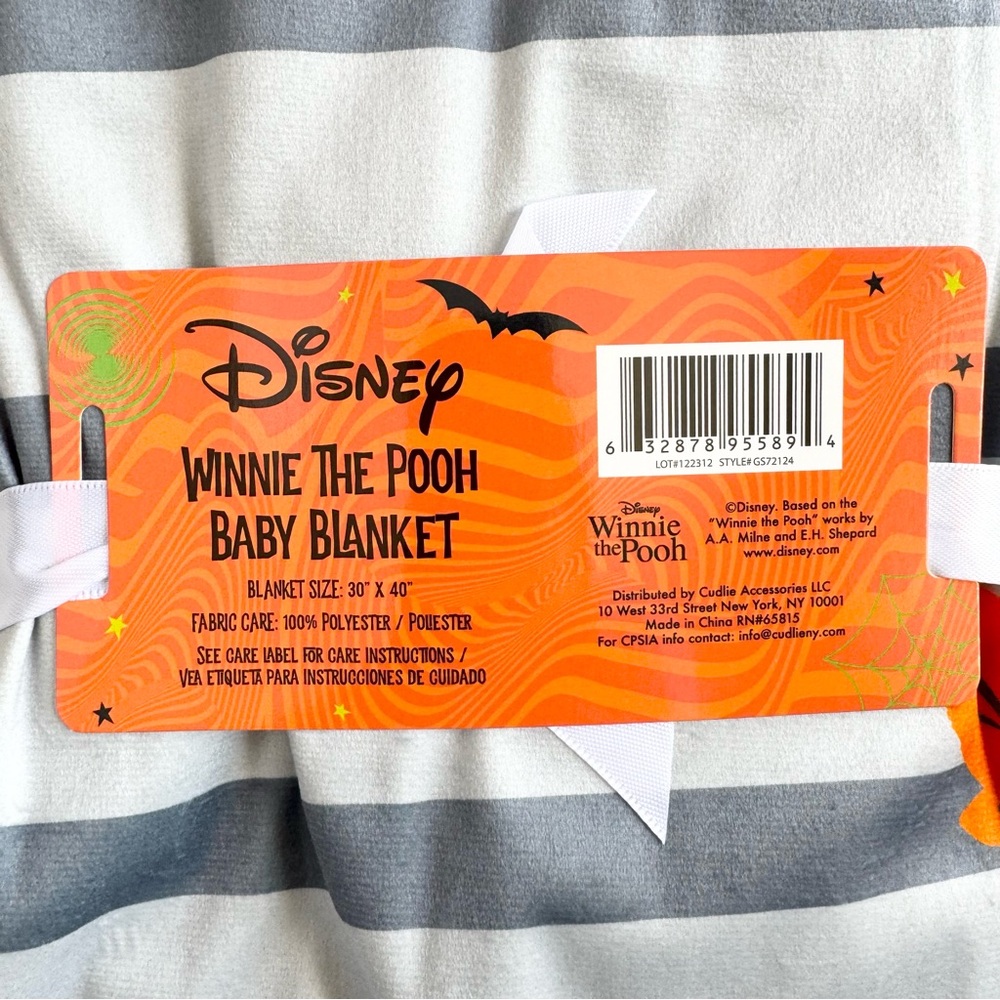 Disney
WINNIE THE POOH
BABY BLANKET
BLANKET SIZE: 30" X 40"
FABRIC CARE: 100% POLYESTER / POLIESTER
SEE CARE LABEL FOR CARE INSTRUCTIONS /
VEA ETIQUETA PARA INSTRUCCIONES DE CUIDADO
6 32878 95589 4
LOT#122312 STYLE# GS72124
Disney
Winnie
the Pooh
©Disney. Based on the
"Winnie the Pooh" works by
A.A. Milne and E.H. Shepard
www.disney.com
Distributed by Cudlie Accessories LLC
10 West 33rd Street New York, NY 10001
Made in China RN#65815
For CPSIA info contact: info@cudlieny.com